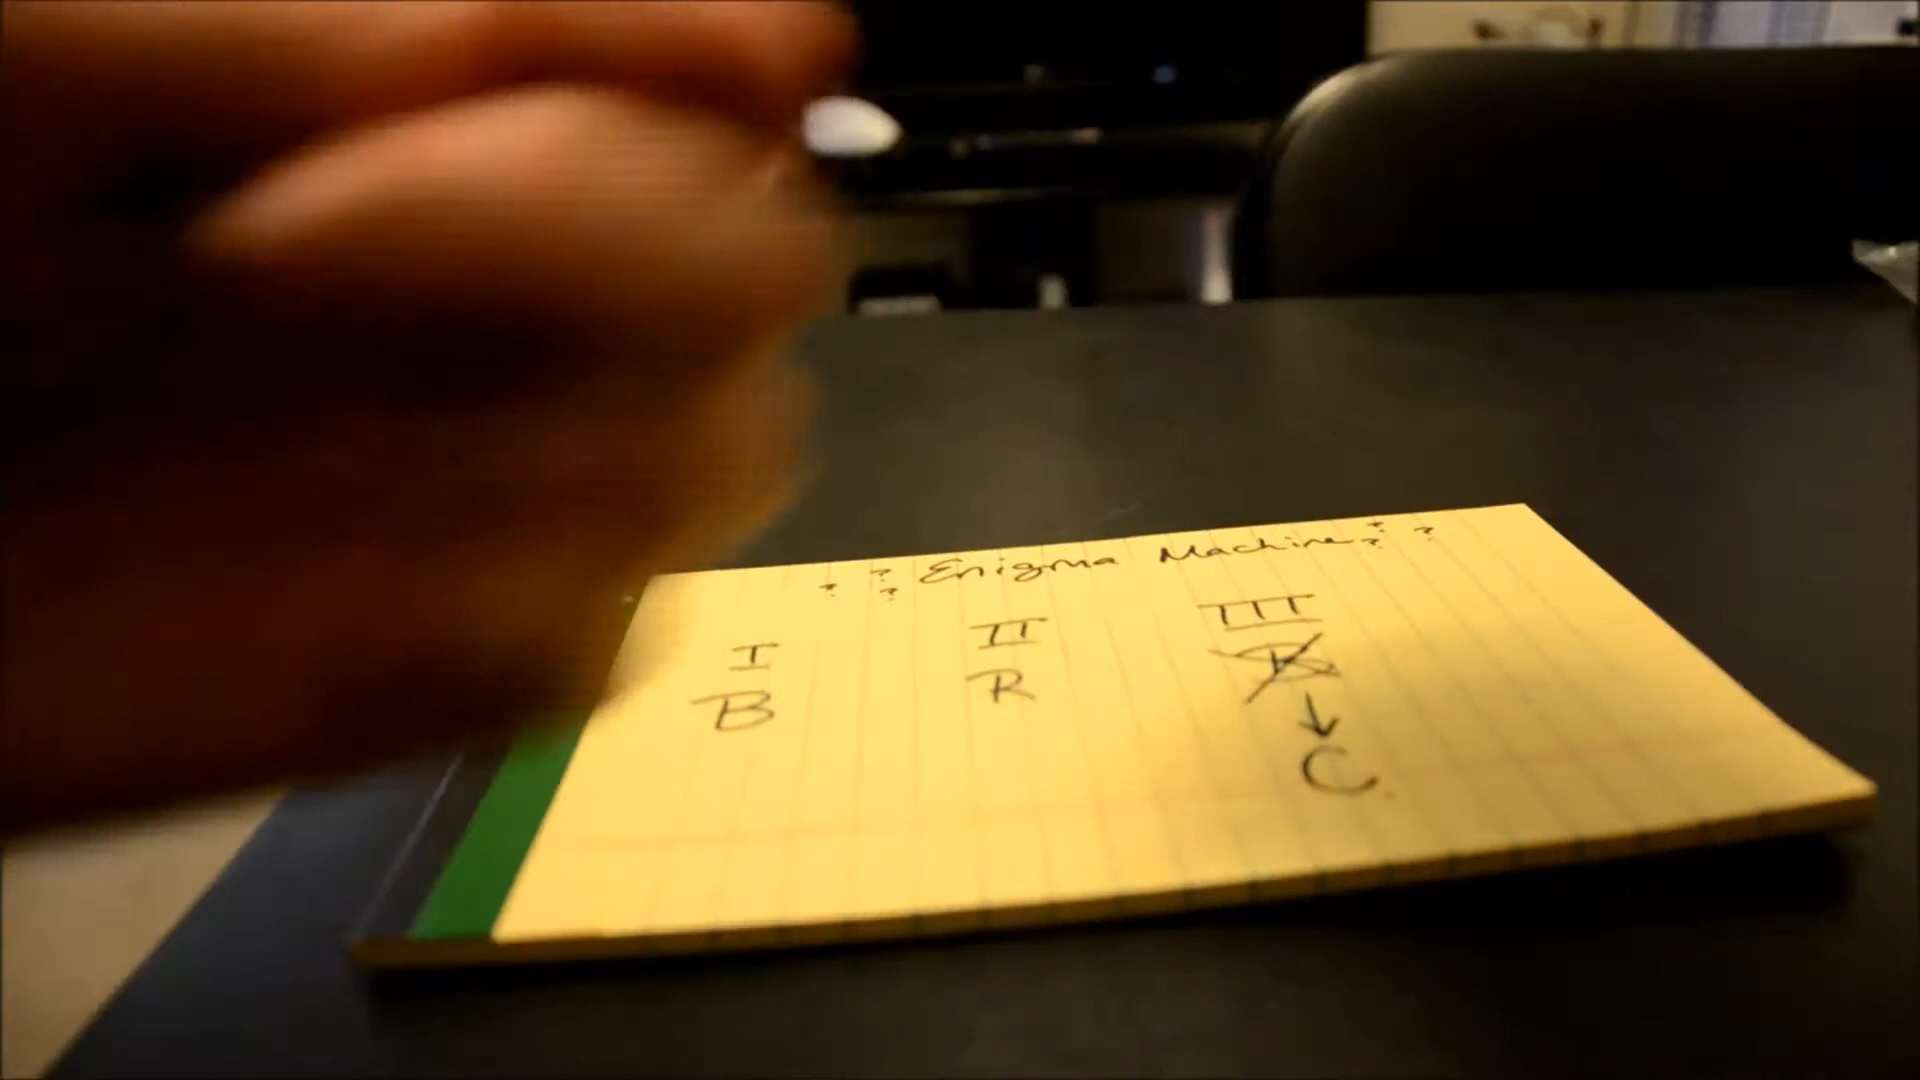 ? ? ? Enigma Machine ? ? ?
I II III
B R
↓
C